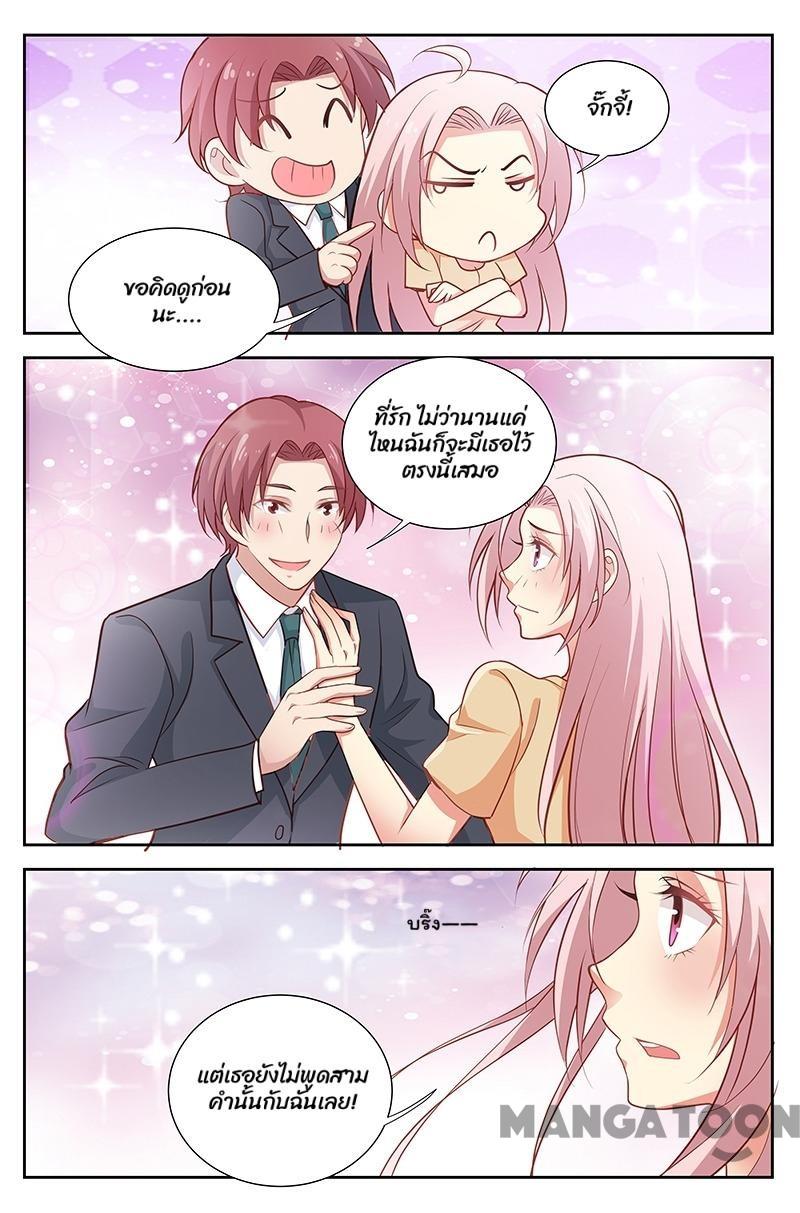 จั๊กจี้!
ขอคิดดูก่อน
นะ....
ที่รัก ไม่ว่านานแค่
ไหนฉันก็จะมีเธอไว้
ตรงนี้เสมอ
บริ๊ง——
แต่เธอยังไม่พูดสาม
คำนั้นกับฉันเลย!
MANGATOON